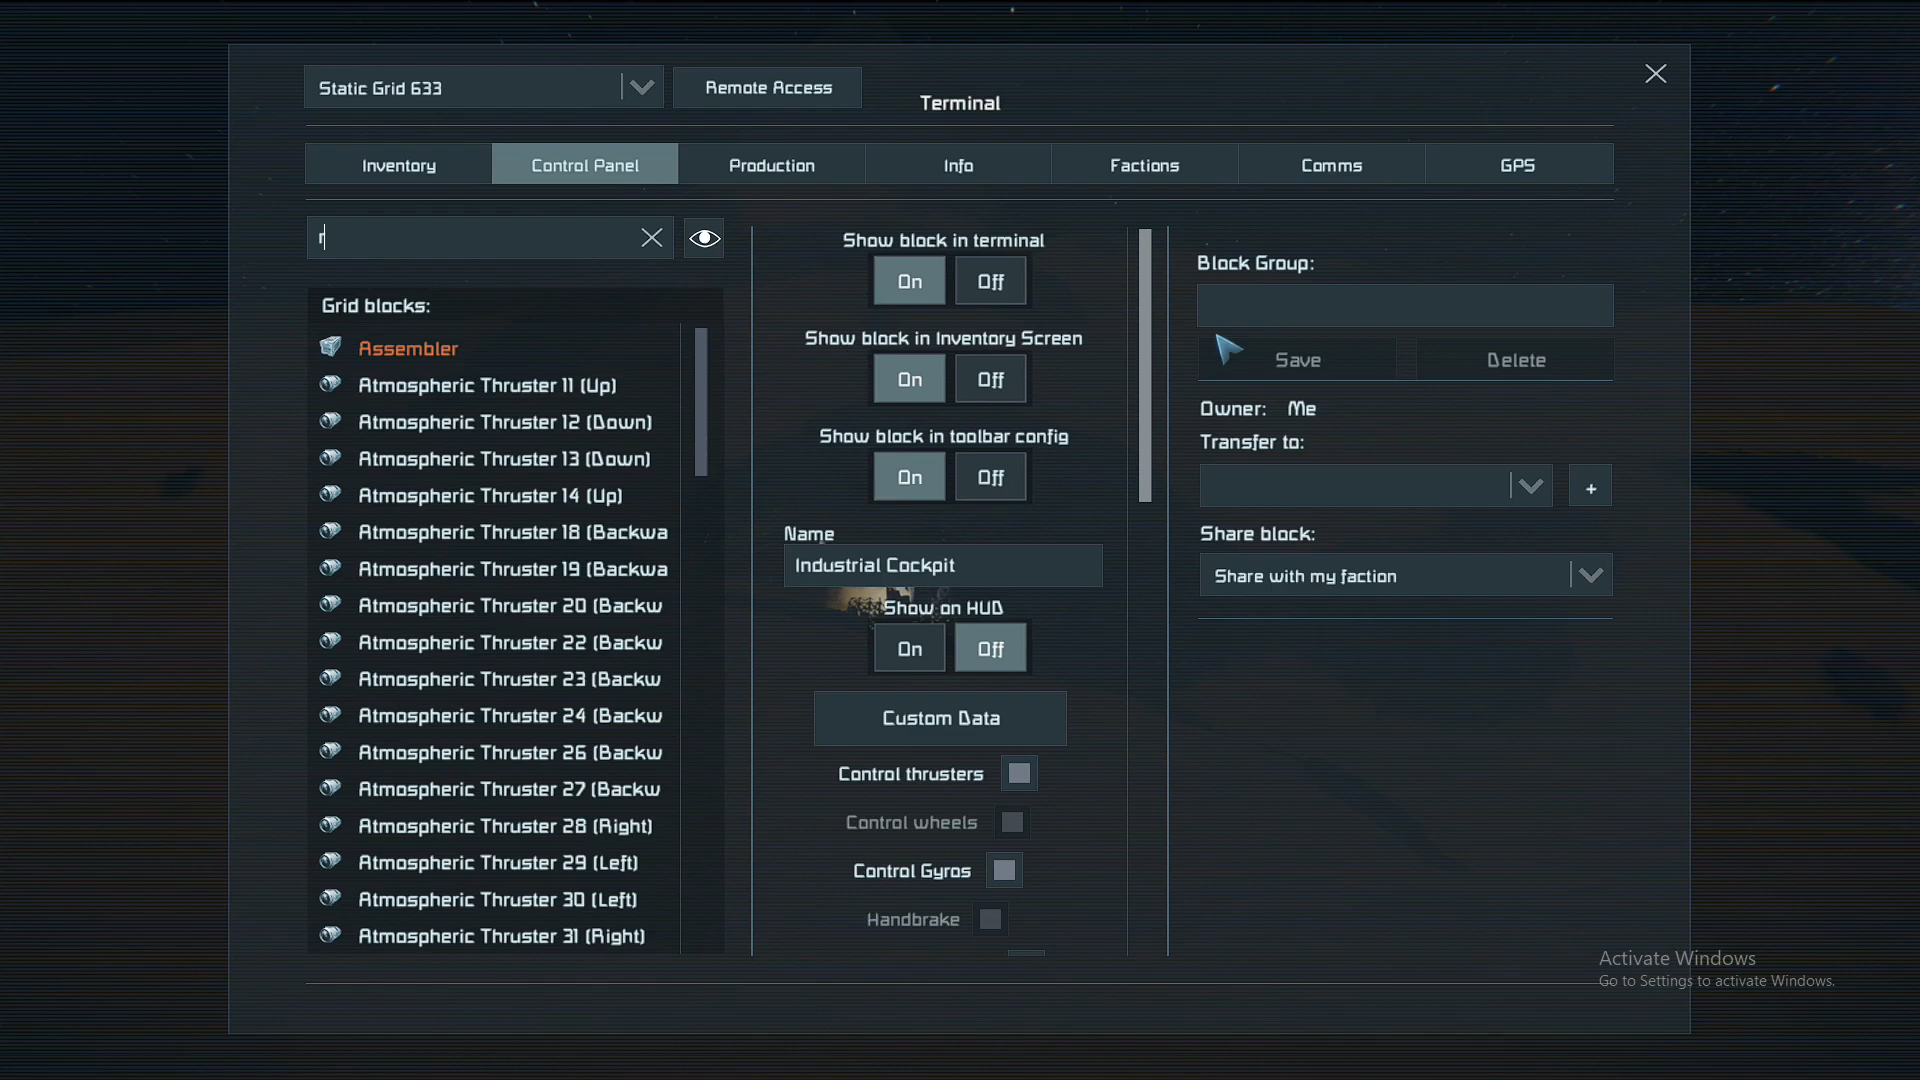 Static Grid 633
Remote Access
Terminal
Inventory
Control Panel
Production
Info
Factions
Comms
GPS
r
Grid blocks:
Assembler
Atmospheric Thruster 11 (Up)
Atmospheric Thruster 12 (Down)
Atmospheric Thruster 13 (Down)
Atmospheric Thruster 14 (Up)
Atmospheric Thruster 18 (Backwa
Atmospheric Thruster 19 (Backwa
Atmospheric Thruster 20 (Backw
Atmospheric Thruster 22 (Backw
Atmospheric Thruster 23 (Backw
Atmospheric Thruster 24 (Backw
Atmospheric Thruster 26 (Backw
Atmospheric Thruster 27 (Backw
Atmospheric Thruster 28 (Right)
Atmospheric Thruster 29 (Left)
Atmospheric Thruster 30 (Left)
Atmospheric Thruster 31 (Right)
Show block in terminal
On Off
Show block in Inventory Screen
On Off
Show block in toolbar config
On Off
Name
Industrial Cockpit
Show on HUD
On Off
Custom Data
Control thrusters
Control wheels
Control Gyros
Handbrake
Block Group:
Save
Delete
Owner: Me
Transfer to:
+
Share block:
Share with my faction
Activate Windows
Go to Settings to activate Windows.